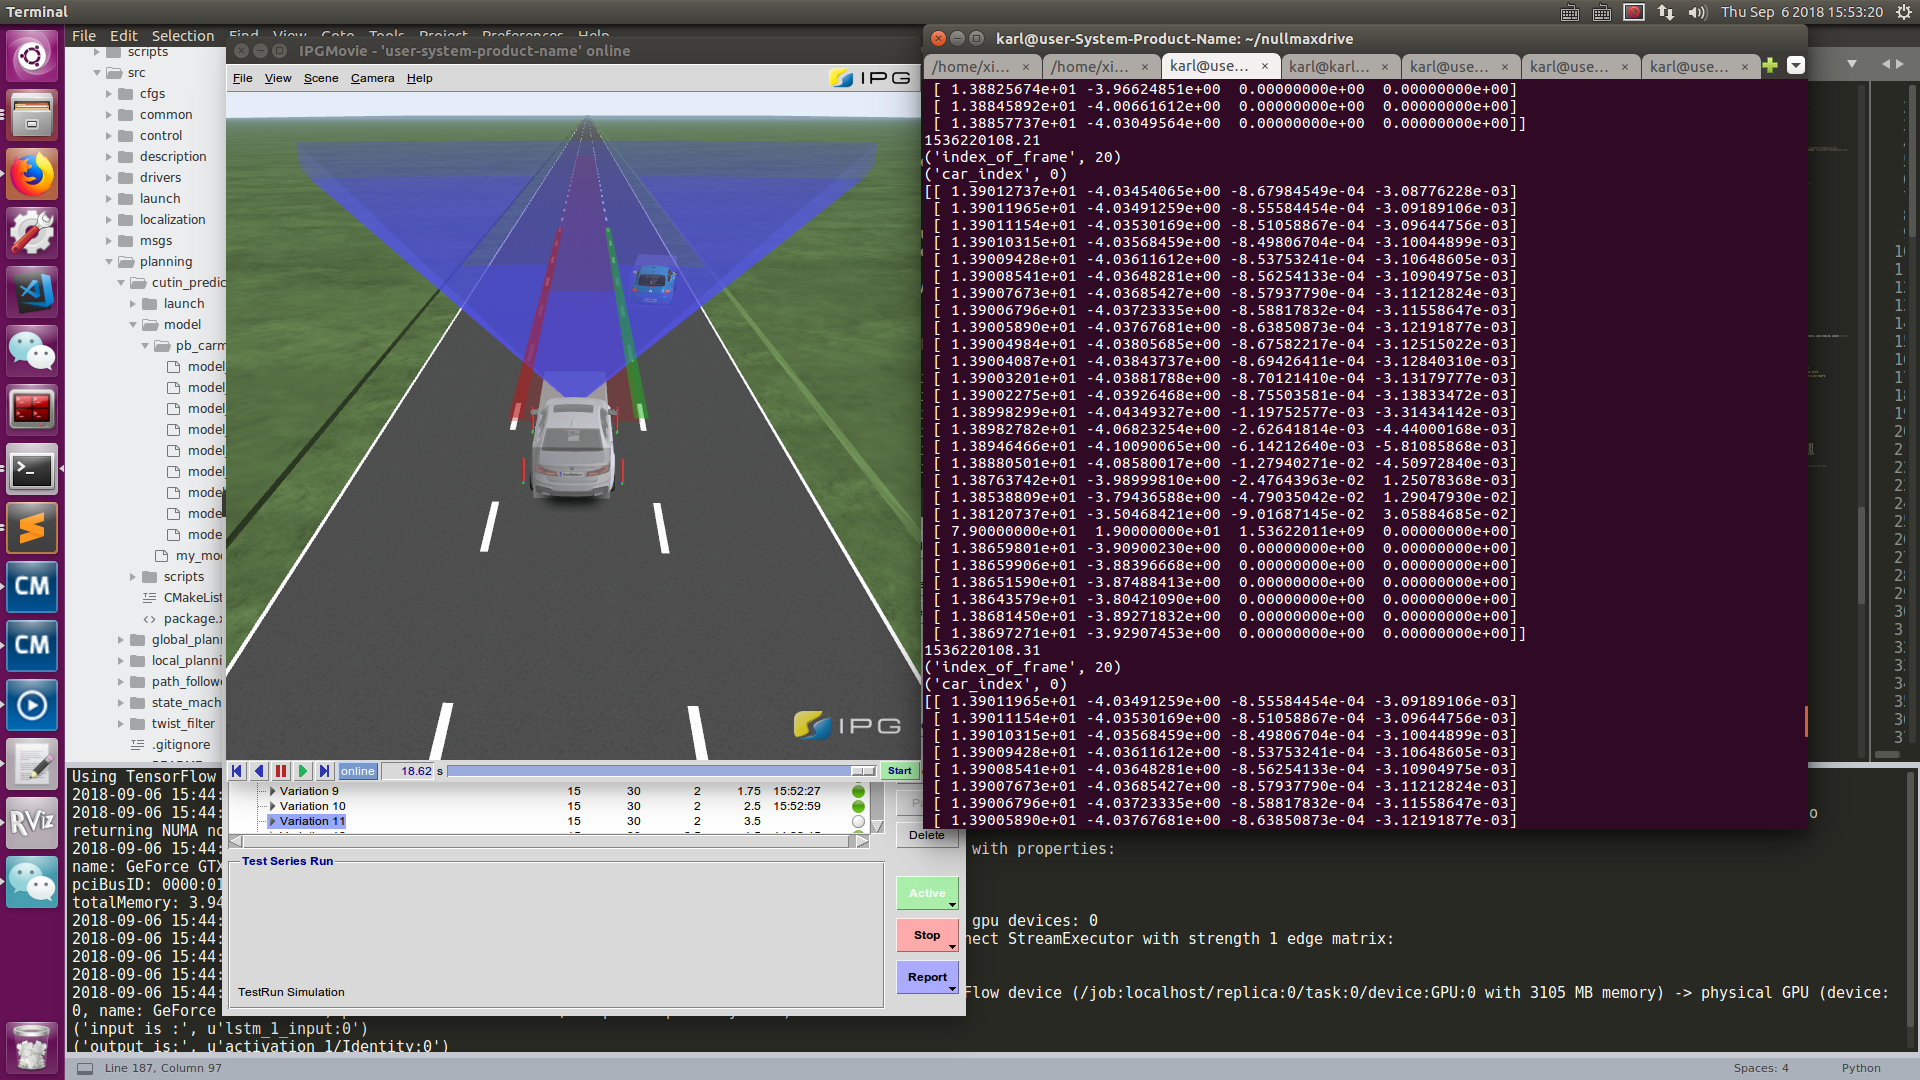 Terminal
Thu Sep 6 2018 15:53:20
File Edit Selection Find View Goto Tools Project Preferences Help
scripts
src
cfgs
common
control
description
drivers
launch
localization
msgs
planning
cutin_predic
launch
model
pb_carm
model_
model_
model_
model_
model_
model_
mode
mode
mode
my_mo
scripts
CMakeList
package.x
global_plan
local_planni
path_follow
state_mach
twist_filter
.gitignore
IPGMovie - 'user-system-product-name' online
File View Scene Camera Help
IPG
IPG
online 18.62 s Start
Variation 9 15 30 2 1.75 15:52:27
Variation 10 15 30 2 2.5 15:52:59
Variation 11 15 30 2 3.5
Delete
Test Series Run
Active
Stop
Report
TestRun Simulation
karl@user-System-Product-Name: ~/nullmaxdrive
/home/xi... × /home/xi... × karl@use... × karl@karl... × karl@use... × karl@use... × karl@use... ×
[ 1.38825674e+01 -3.96624851e+00 0.00000000e+00 0.00000000e+00]
[ 1.38845892e+01 -4.00661612e+00 0.00000000e+00 0.00000000e+00]
[ 1.38857737e+01 -4.03049564e+00 0.00000000e+00 0.00000000e+00]]
1536220108.21
('index_of_frame', 20)
('car_index', 0)
[[ 1.39012737e+01 -4.03454065e+00 -8.67984549e-04 -3.08776228e-03]
[ 1.39011965e+01 -4.03491259e+00 -8.55584454e-04 -3.09189106e-03]
[ 1.39011154e+01 -4.03530169e+00 -8.51058867e-04 -3.09644756e-03]
[ 1.39010315e+01 -4.03568459e+00 -8.49806704e-04 -3.10044899e-03]
[ 1.39009428e+01 -4.03611612e+00 -8.53753241e-04 -3.10648605e-03]
[ 1.39008541e+01 -4.03648281e+00 -8.56254133e-04 -3.10904975e-03]
[ 1.39007673e+01 -4.03685427e+00 -8.57937790e-04 -3.11212824e-03]
[ 1.39006796e+01 -4.03723335e+00 -8.58817832e-04 -3.11558647e-03]
[ 1.39005890e+01 -4.03767681e+00 -8.63850873e-04 -3.12191877e-03]
[ 1.39004984e+01 -4.03805685e+00 -8.67582217e-04 -3.12515022e-03]
[ 1.39004087e+01 -4.03843737e+00 -8.69426411e-04 -3.12840310e-03]
[ 1.39003201e+01 -4.03881788e+00 -8.70121410e-04 -3.13179777e-03]
[ 1.39002275e+01 -4.03926468e+00 -8.75503581e-04 -3.13833472e-03]
[ 1.38998299e+01 -4.04349327e+00 -1.19752577e-03 -3.31434142e-03]
[ 1.38982782e+01 -4.06823254e+00 -2.62641814e-03 -4.44000168e-03]
[ 1.38946466e+01 -4.10090065e+00 -6.14212640e-03 -5.81085868e-03]
[ 1.38880501e+01 -4.08580017e+00 -1.27940271e-02 -4.50972840e-03]
[ 1.38763742e+01 -3.98999810e+00 -2.47643963e-02 1.25078368e-03]
[ 1.38538809e+01 -3.79436588e+00 -4.79035042e-02 1.29047930e-02]
[ 1.38120737e+01 -3.50468421e+00 -9.01687145e-02 3.05884685e-02]
[ 7.90000000e+01 1.90000000e+01 1.53622011e+09 0.00000000e+00]
[ 1.38659801e+01 -3.90900230e+00 0.00000000e+00 0.00000000e+00]
[ 1.38659906e+01 -3.88396668e+00 0.00000000e+00 0.00000000e+00]
[ 1.38651590e+01 -3.87488413e+00 0.00000000e+00 0.00000000e+00]
[ 1.38643579e+01 -3.80421090e+00 0.00000000e+00 0.00000000e+00]
[ 1.38681450e+01 -3.89271832e+00 0.00000000e+00 0.00000000e+00]
[ 1.38697271e+01 -3.92907453e+00 0.00000000e+00 0.00000000e+00]]
1536220108.31
('index_of_frame', 20)
('car_index', 0)
[[ 1.39011965e+01 -4.03491259e+00 -8.55584454e-04 -3.09189106e-03]
[ 1.39011154e+01 -4.03530169e+00 -8.51058867e-04 -3.09644756e-03]
[ 1.39010315e+01 -4.03568459e+00 -8.49806704e-04 -3.10044899e-03]
[ 1.39009428e+01 -4.03611612e+00 -8.53753241e-04 -3.10648605e-03]
[ 1.39008541e+01 -4.03648281e+00 -8.56254133e-04 -3.10904975e-03]
[ 1.39007673e+01 -4.03685427e+00 -8.57937790e-04 -3.11212824e-03]
[ 1.39006796e+01 -4.03723335e+00 -8.58817832e-04 -3.11558647e-03]
[ 1.39005890e+01 -4.03767681e+00 -8.63850873e-04 -3.12191877e-03]
Using TensorFlow
2018-09-06 15:44:
2018-09-06 15:44: o
returning NUMA no
2018-09-06 15:44: with properties:
name: GeForce GTX
pciBusID: 0000:01
totalMemory: 3.94
2018-09-06 15:44: gpu devices: 0
2018-09-06 15:44: nect StreamExecutor with strength 1 edge matrix:
2018-09-06 15:44:
2018-09-06 15:44:
2018-09-06 15:44: Flow device (/job:localhost/replica:0/task:0/device:GPU:0 with 3105 MB memory) -> physical GPU (device:
0, name: GeForce
('input is :', u'lstm_1_input:0')
('output is:', u'activation 1/Identity:0')
CM
CM
RViz
Line 187, Column 97
Spaces: 4
Python